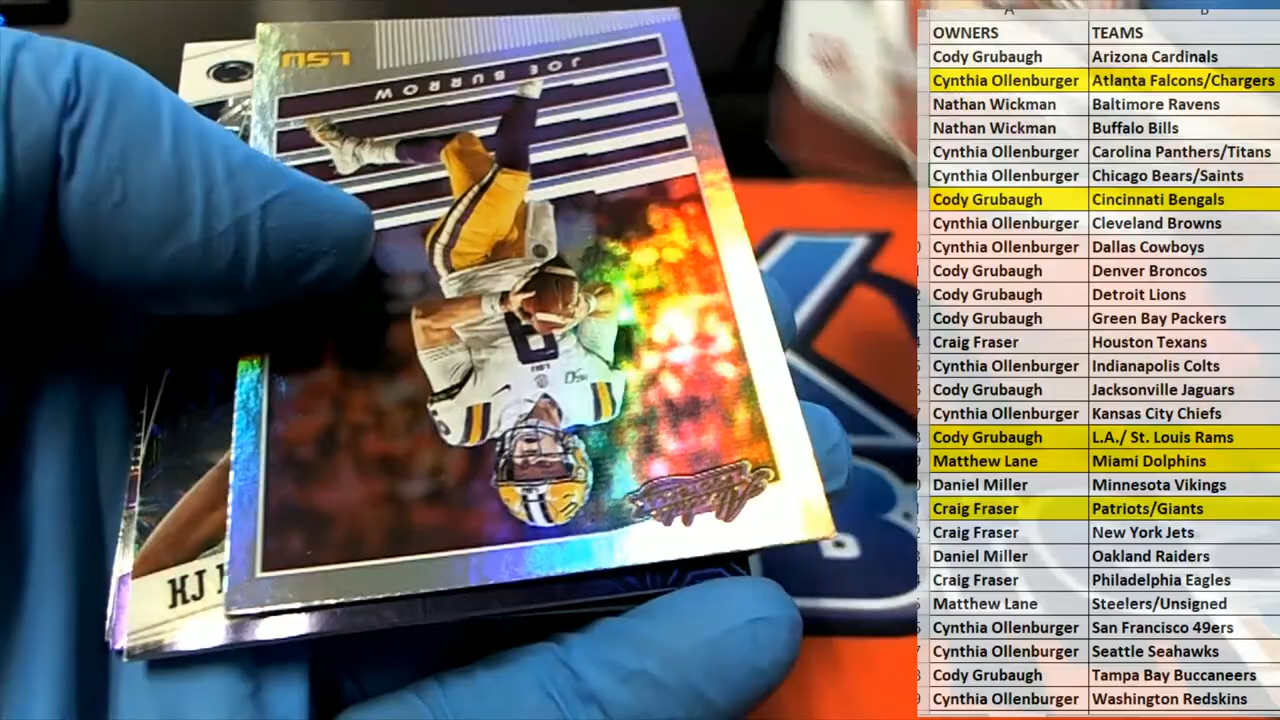 LSU
JOE BURROW
9
LSU
KJ
A B
OWNERS TEAMS
Cody Grubaugh Arizona Cardinals
Cynthia Ollenburger Atlanta Falcons/Chargers
Nathan Wickman Baltimore Ravens
Nathan Wickman Buffalo Bills
Cynthia Ollenburger Carolina Panthers/Titans
Cynthia Ollenburger Chicago Bears/Saints
Cody Grubaugh Cincinnati Bengals
Cynthia Ollenburger Cleveland Browns
Cynthia Ollenburger Dallas Cowboys
Cody Grubaugh Denver Broncos
Cody Grubaugh Detroit Lions
Cody Grubaugh Green Bay Packers
Craig Fraser Houston Texans
Cynthia Ollenburger Indianapolis Colts
Cody Grubaugh Jacksonville Jaguars
Cynthia Ollenburger Kansas City Chiefs
Cody Grubaugh L.A./ St. Louis Rams
Matthew Lane Miami Dolphins
Daniel Miller Minnesota Vikings
Craig Fraser Patriots/Giants
Craig Fraser New York Jets
Daniel Miller Oakland Raiders
Craig Fraser Philadelphia Eagles
Matthew Lane Steelers/Unsigned
Cynthia Ollenburger San Francisco 49ers
Cynthia Ollenburger Seattle Seahawks
Cody Grubaugh Tampa Bay Buccaneers
Cynthia Ollenburger Washington Redskins